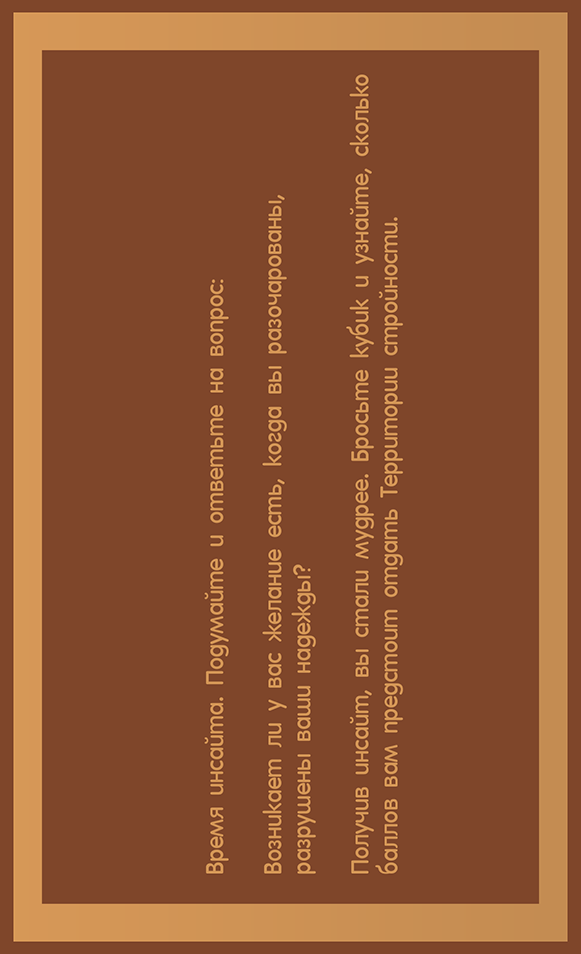 Время инсайта. Подумайте и ответьте на вопрос:
Возникает ли у вас желание есть, когда вы разочарованы,
разрушены ваши надежды?
Получив инсайт, вы стали мудрее. Бросьте кубик и узнайте, сколько
баллов вам предстоит отдать Территории стройности.